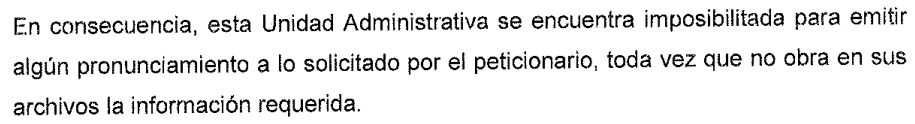 En consecuencia, esta Unidad Administrativa se encuentra imposibilitada para emitir
algún pronunciamiento a lo solicitado por el peticionario, toda vez que no obra en sus
archivos la información requerida.